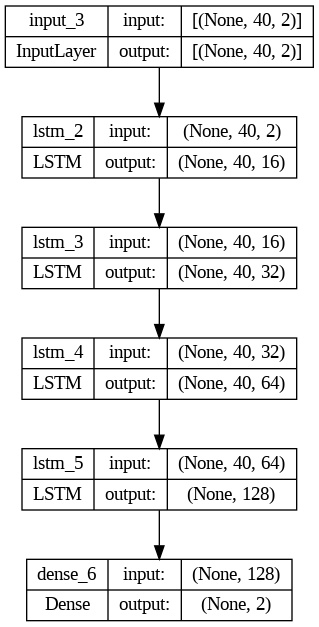 input_3 input: [(None, 40, 2)]
InputLayer output: [(None, 40, 2)]
lstm_2 input: (None, 40, 2)
LSTM output: (None, 40, 16)
lstm_3 input: (None, 40, 16)
LSTM output: (None, 40, 32)
lstm_4 input: (None, 40, 32)
LSTM output: (None, 40, 64)
lstm_5 input: (None, 40, 64)
LSTM output: (None, 128)
dense_6 input: (None, 128)
Dense output: (None, 2)